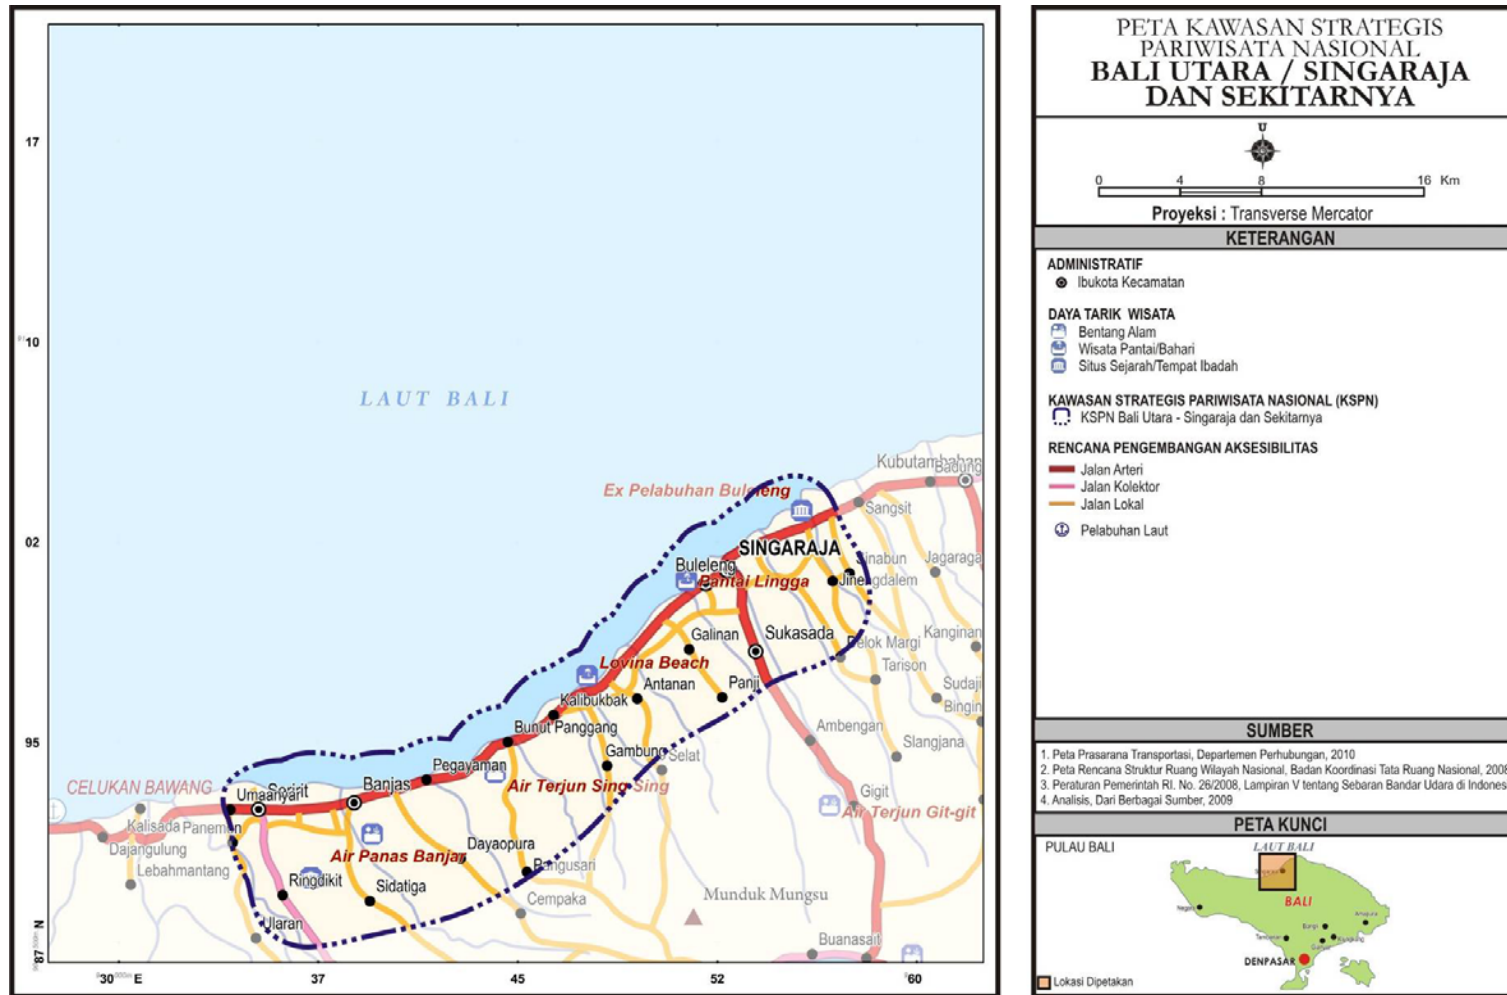 PETA KAWASAN STRATEGIS
PARIWISATA NASIONAL
BALI UTARA / SINGARAJA
DAN SEKITARNYA
U
0 4 8 16 Km
Proyeksi : Transverse Mercator
KETERANGAN
ADMINISTRATIF
Ibukota Kecamatan
DAYA TARIK WISATA
Bentang Alam
Wisata Pantai/Bahari
Situs Sejarah/Tempat Ibadah
KAWASAN STRATEGIS PARIWISATA NASIONAL (KSPN)
KSPN Bali Utara - Singaraja dan Sekitarnya
RENCANA PENGEMBANGAN AKSESIBILITAS
Jalan Arteri
Jalan Kolektor
Jalan Lokal
Pelabuhan Laut
SUMBER
1. Peta Prasarana Transportasi, Departemen Perhubungan, 2010
2. Peta Rencana Struktur Ruang Wilayah Nasional, Badan Koordinasi Tata Ruang Nasional, 2008
3. Peraturan Pemerintah RI. No. 26/2008, Lampiran V tentang Sebaran Bandar Udara di Indones
4. Analisis, Dari Berbagai Sumber, 2009
PETA KUNCI
PULAU BALI
LAUT BALI
BALI
DENPASAR
Lokasi Dipetakan
17
10
02
95
87
N
30
E
37
45
52
60
LAUT BALI
Kubutambahan
Badung
Ex Pelabuhan Buleleng
Sangsit
SINGARAJA
Buleleng
Pantai Lingga
Sinabun
Jagaraga
Jinengdalem
Galinan
Sukasada
Pelok Margi
Kanginan
Lovina Beach
Tarison
Antanan
Panji
Sudaji
Bingin
Kalibukbak
Bunut Panggang
Ambengan
Slangjana
Gambung
Selat
Pegayaman
Banjas
Air Terjun Sing Sing
CELUKAN BAWANG
Umaanyar
Seririt
Gigit
Air Terjun Git-git
Kalisada
Panemon
Dajangulung
Air Panas Banjar
Dayaopura
Pangusari
Lebahmantang
Ringdikit
Sidatiga
Cempaka
Munduk Mungsu
Ularan
Buanasait